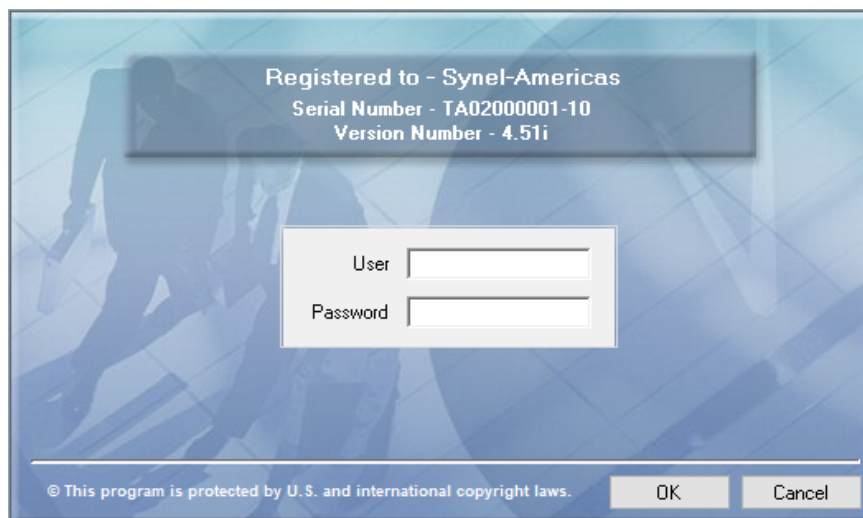 Registered to - Synel-Americas
Serial Number - TA02000001-10
Version Number - 4.51i
User
Password
© This program is protected by U.S. and international copyright laws.
OK
Cancel